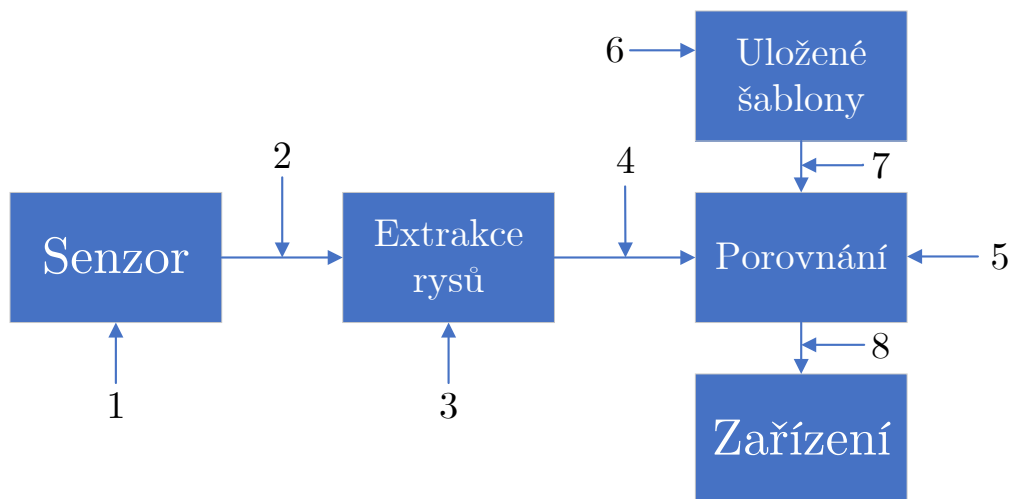 6
Uložené
šablony
2
4
7
Senzor
Extrakce
rysů
Porovnání
5
1
3
8
Zařízení